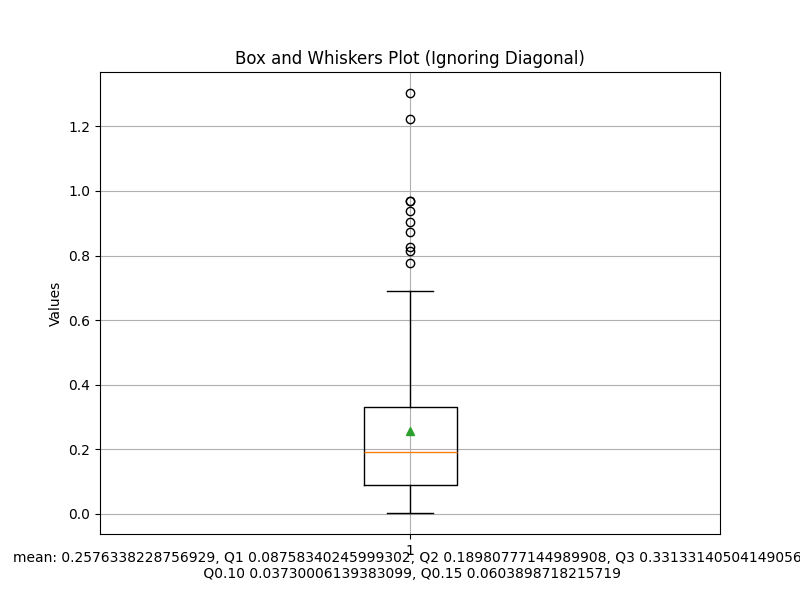 Box and Whiskers Plot (Ignoring Diagonal)
1.2
1.0
0.8
0.6
0.4
0.2
0.0
Values
1
mean: 0.2576338228756929, Q1 0.08758340245999302, Q2 0.18980777144989908, Q3 0.33133140504149056
Q0.10 0.03730006139383099, Q0.15 0.0603898718215719